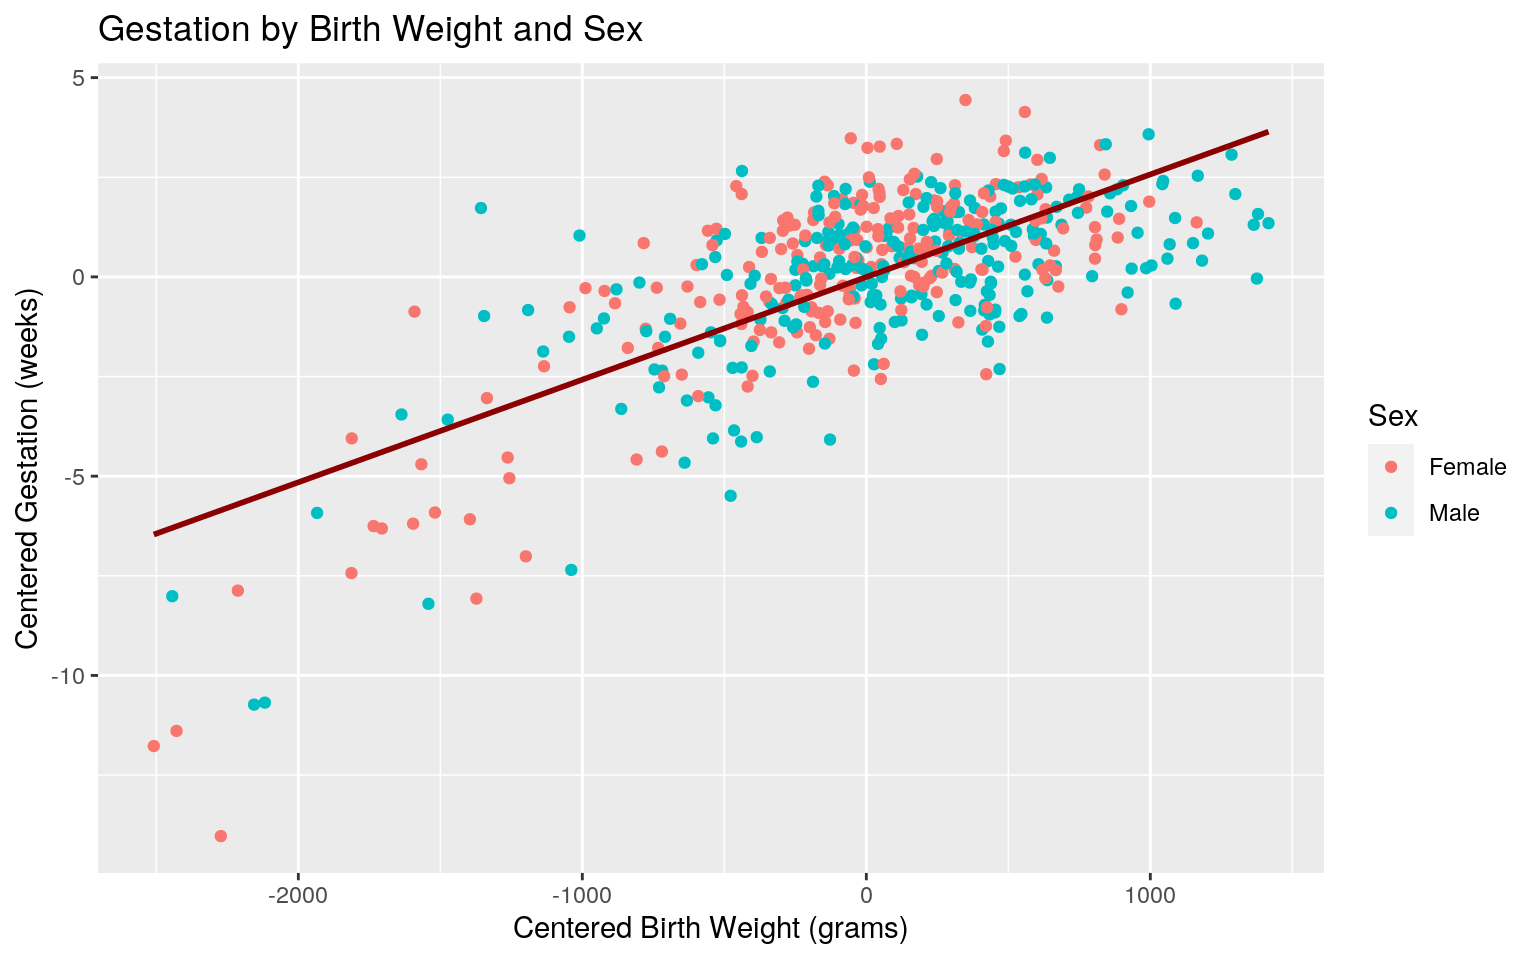 Gestation by Birth Weight and Sex
5
0
-5
-10
Centered Gestation (weeks)
-2000
-1000
0
1000
Centered Birth Weight (grams)
Sex
Female
Male